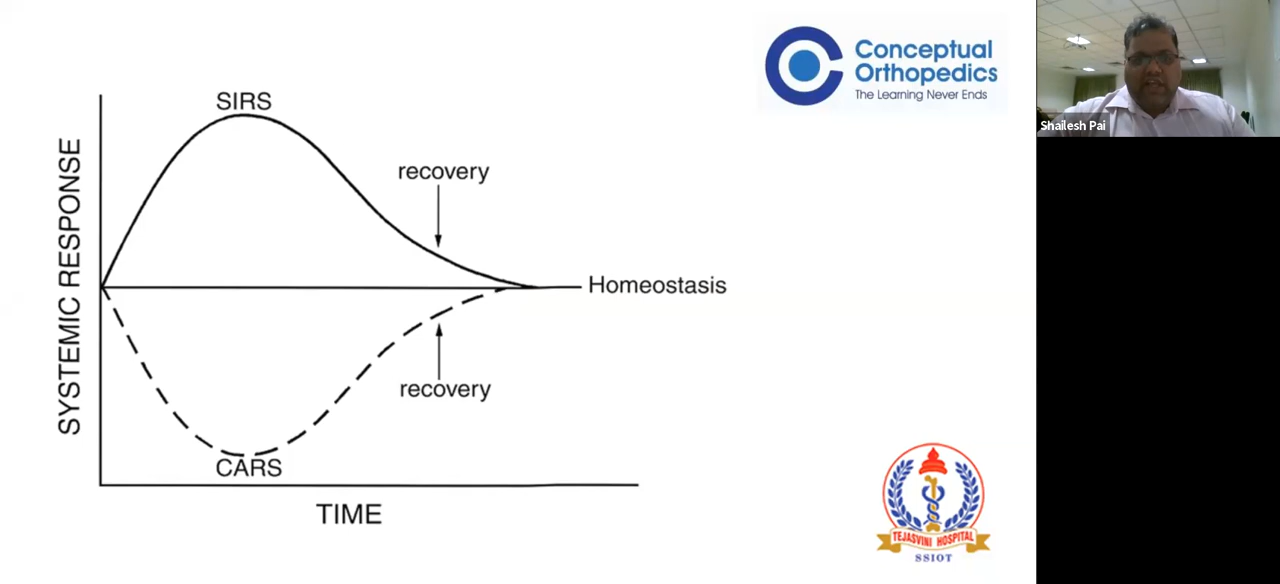 Conceptual
Orthopedics
The Learning Never Ends
Shailesh Pai
SIRS
recovery
SYSTEMIC RESPONSE
Homeostasis
recovery
CARS
TIME
TEJASVINI HOSPITAL
SSIOT